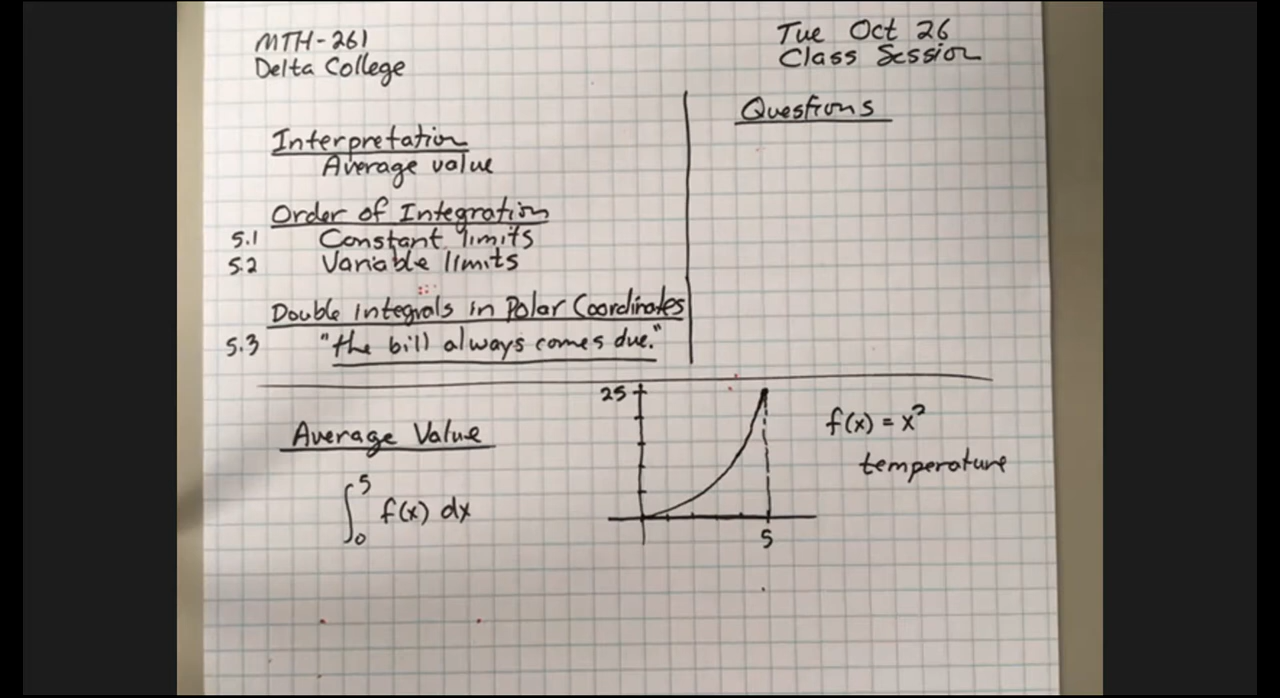 MTH-261
Delta College
Tue Oct 26
Class Session
Interpretation
Average value
Order of Integration
5.1 Constant limits
5.2 Variable limits
Double integrals in Polar Coordinates
5.3 "the bill always comes due."
Questions
Average Value
∫₀⁵ f(x) dx
25
5
f(x) = x²
temperature